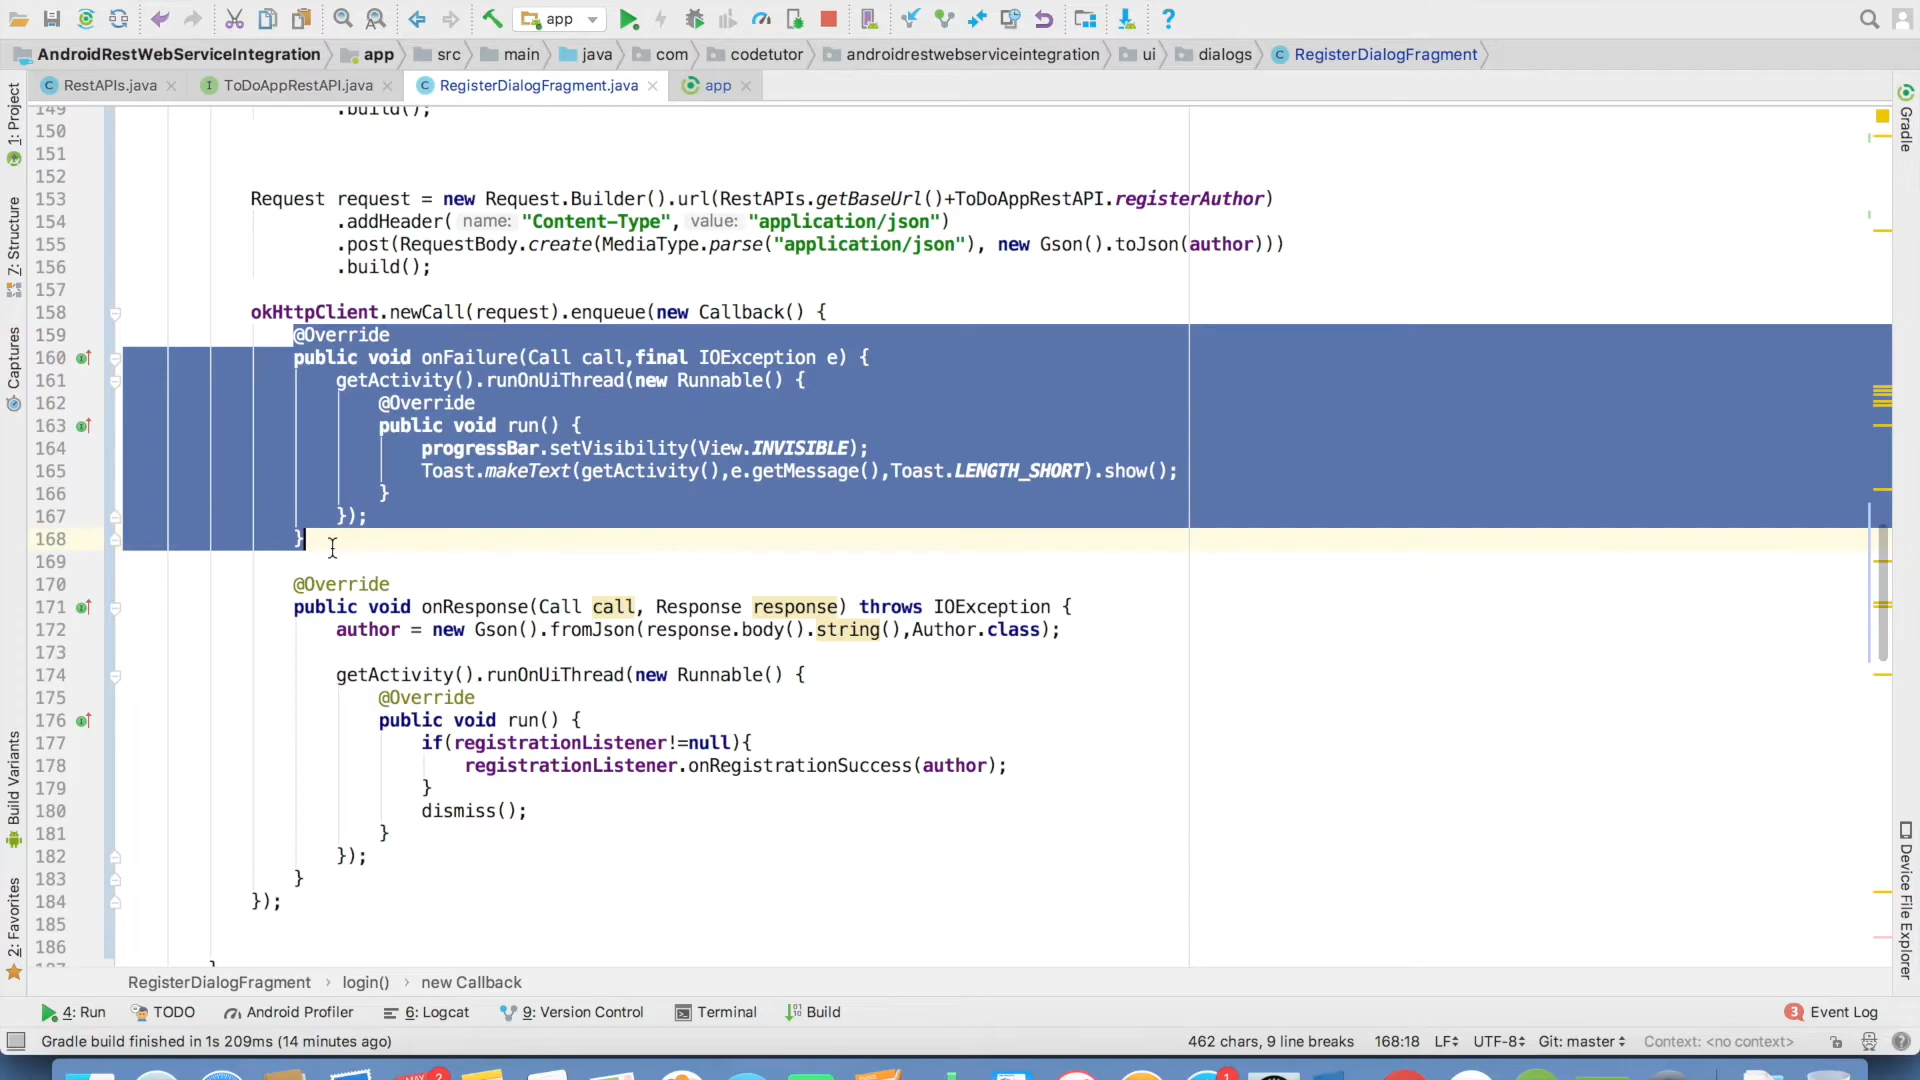 app
AndroidRestWebServiceIntegration app src main java com codetutor androidrestwebserviceintegration ui dialogs RegisterDialogFragment
RestAPIs.java ToDoAppRestAPI.java RegisterDialogFragment.java app
1: Project
7: Structure
Captures
Build Variants
2: Favorites
149 .build();
150
151
152
153 Request request = new Request.Builder().url(RestAPIs.getBaseUrl()+ToDoAppRestAPI.registerAuthor)
154 .addHeader( name: "Content-Type", value: "application/json")
155 .post(RequestBody.create(MediaType.parse("application/json"), new Gson().toJson(author)))
156 .build();
157
158 okHttpClient.newCall(request).enqueue(new Callback() {
159 @Override
160 public void onFailure(Call call,final IOException e) {
161 getActivity().runOnUiThread(new Runnable() {
162 @Override
163 public void run() {
164 progressBar.setVisibility(View.INVISIBLE);
165 Toast.makeText(getActivity(),e.getMessage(),Toast.LENGTH_SHORT).show();
166 }
167 });
168 }
169
170 @Override
171 public void onResponse(Call call, Response response) throws IOException {
172 author = new Gson().fromJson(response.body().string(),Author.class);
173
174 getActivity().runOnUiThread(new Runnable() {
175 @Override
176 public void run() {
177 if(registrationListener!=null){
178 registrationListener.onRegistrationSuccess(author);
179 }
180 dismiss();
181 }
182 });
183 }
184 });
185
186
Gradle
Device File Explorer
RegisterDialogFragment › login() › new Callback
4: Run TODO Android Profiler 6: Logcat 9: Version Control Terminal Build 3 Event Log
Gradle build finished in 1s 209ms (14 minutes ago) 462 chars, 9 line breaks 168:18 LF UTF-8 Git: master Context: <no context>
2 1